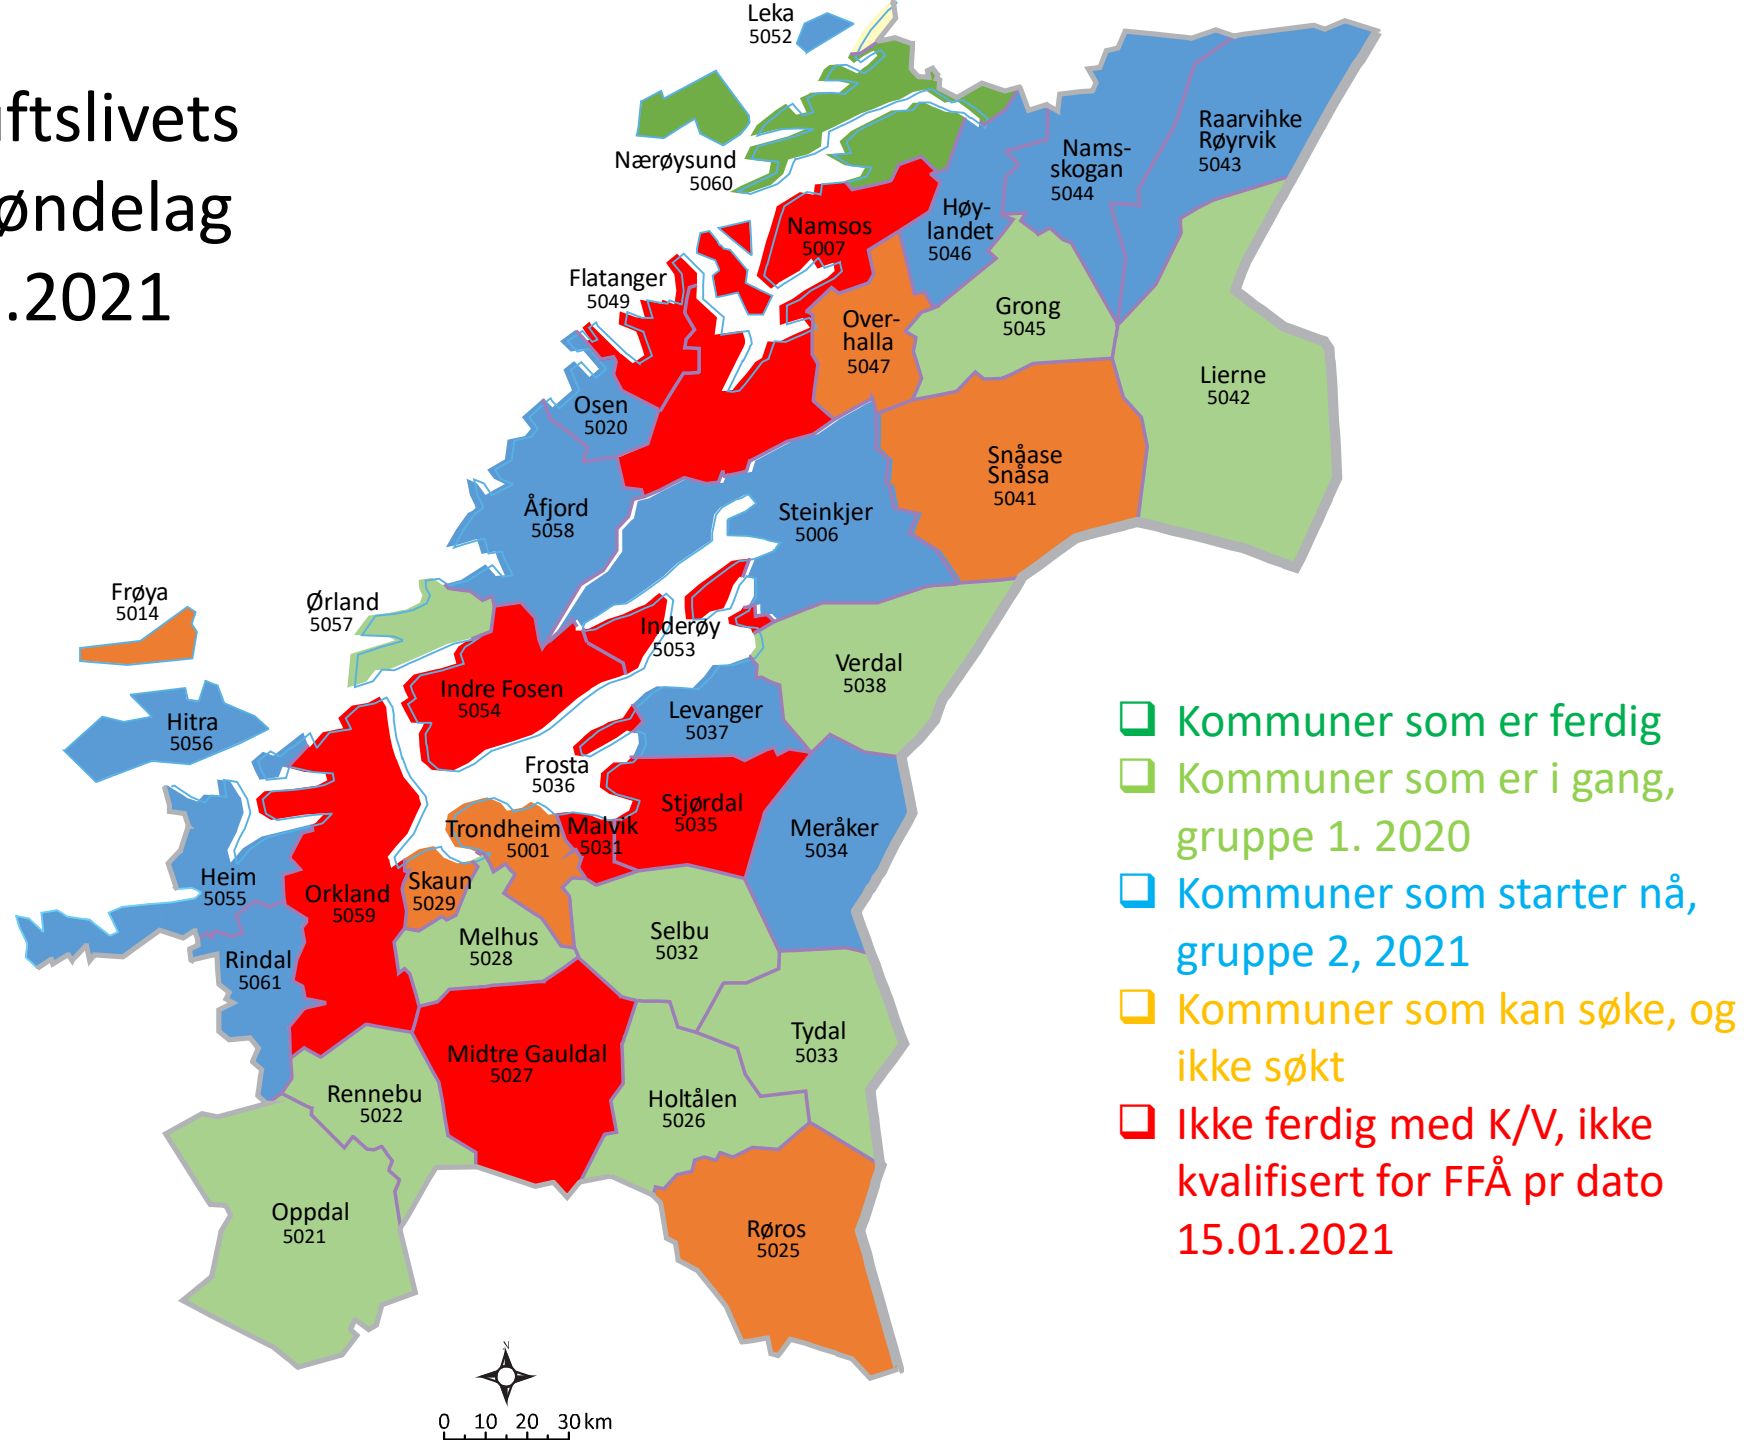 Leka
5052
ftslivets
øndelag
.2021
Nærøysund
5060
Raarvihke
Røyrvik
5043
Nams-
skogan
5044
Høy-
landet
5046
Namsos
5007
Flatanger
5049
Grong
5045
Over-
halla
5047
Lierne
5042
Osen
5020
Snåase
Snåsa
5041
Åfjord
5058
Steinkjer
5006
Frøya
5014
Ørland
5057
Inderøy
5053
Verdal
5038
Indre Fosen
5054
Hitra
5056
Levanger
5037
Frosta
5036
Stjørdal
5035
Trondheim
5001
Malvik
5031
Meråker
5034
Heim
5055
Orkland
5059
Skaun
5029
Melhus
5028
Selbu
5032
Rindal
5061
Tydal
5033
Midtre Gauldal
5027
Rennebu
5022
Holtålen
5026
Oppdal
5021
Røros
5025
Kommuner som er ferdig
Kommuner som er i gang,
gruppe 1. 2020
Kommuner som starter nå,
gruppe 2, 2021
Kommuner som kan søke, og
ikke søkt
Ikke ferdig med K/V, ikke
kvalifisert for FFÅ pr dato
15.01.2021
N
0 10 20 30 km